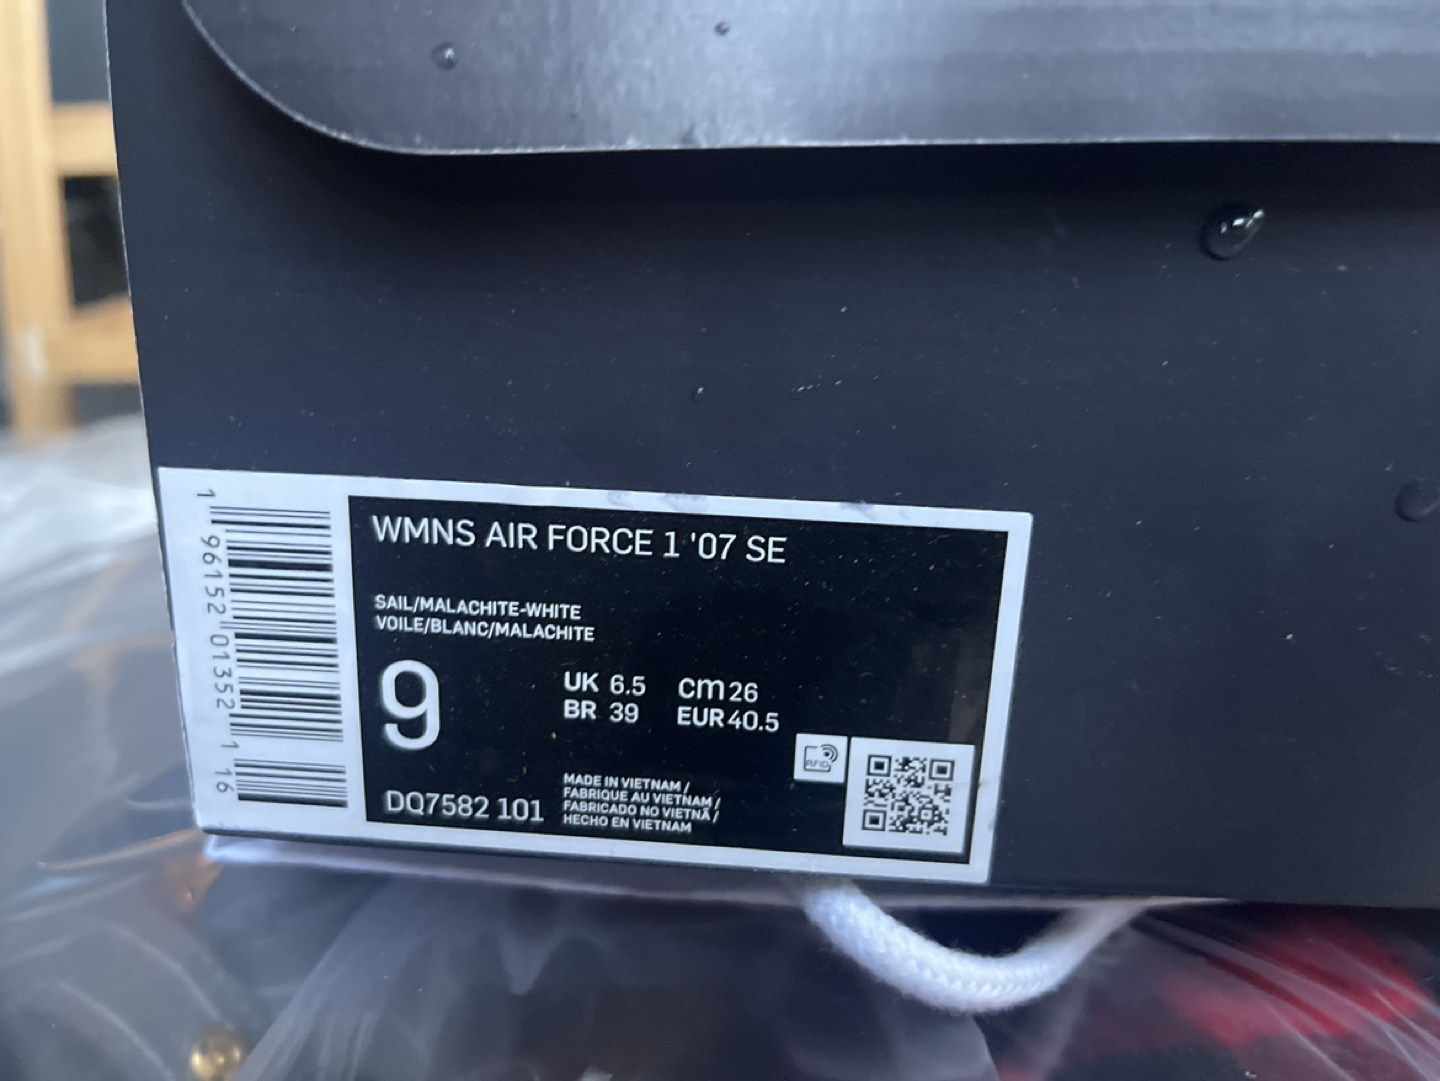 WMNS AIR FORCE 1 '07 SE
SAIL/MALACHITE-WHITE
VOILE/BLANC/MALACHITE
9
UK 6.5 cm 26
BR 39 EUR 40.5
DQ7582 101
MADE IN VIETNAM /
FABRIQUE AU VIETNAM /
FABRICADO NO VIETNÃ /
HECHO EN VIETNAM
RFID
1 96152 01352 1 16